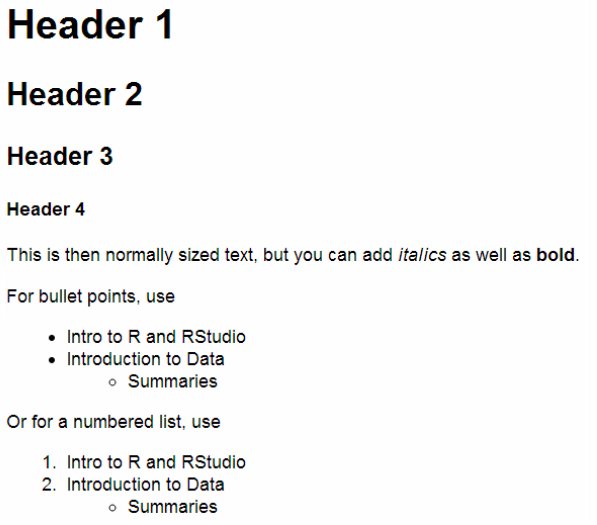 Header 1
Header 2
Header 3
Header 4
This is then normally sized text, but you can add italics as well as bold.
For bullet points, use
• Intro to R and RStudio
• Introduction to Data
◦ Summaries
Or for a numbered list, use
1. Intro to R and RStudio
2. Introduction to Data
◦ Summaries